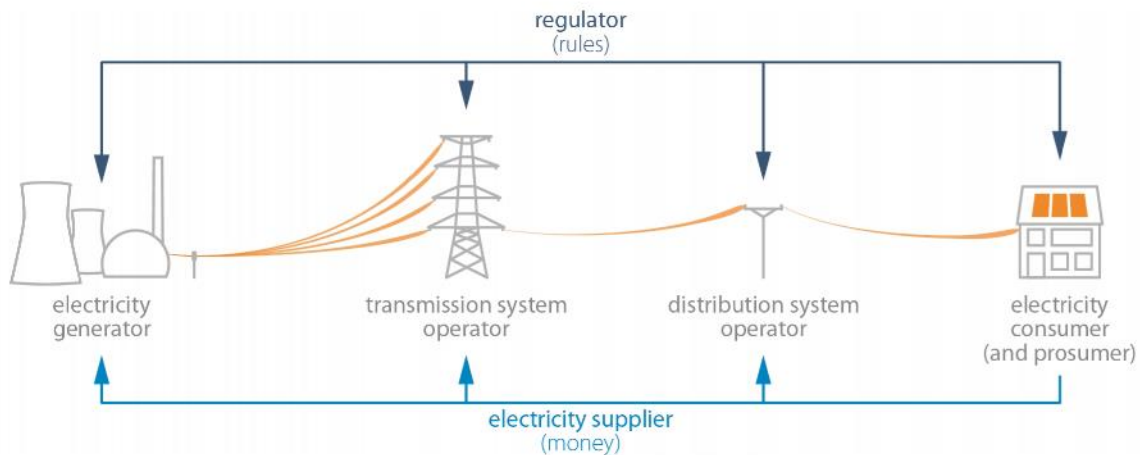 regulator
(rules)
electricity
generator
transmission system
operator
distribution system
operator
electricity
consumer
(and prosumer)
electricity supplier
(money)